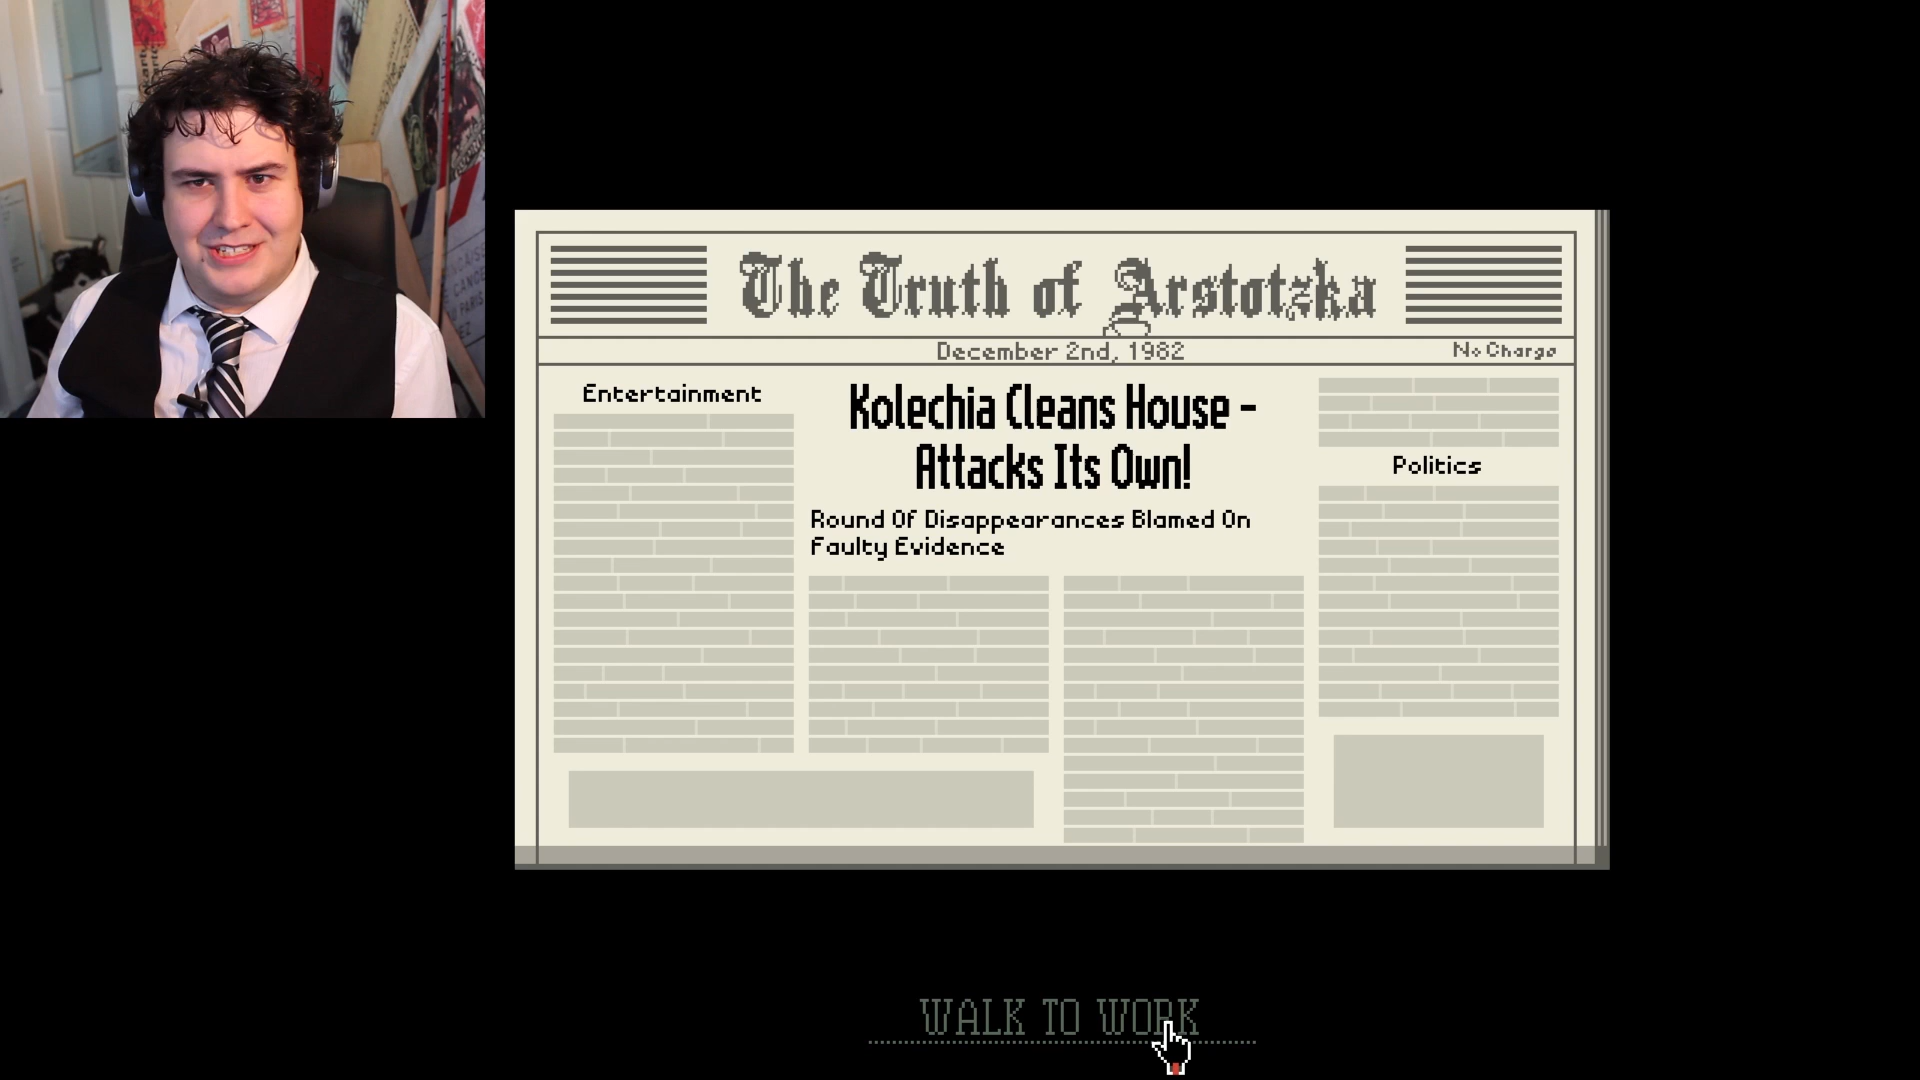 The Truth of Arstotzka
December 2nd, 1982
No Charge
Entertainment
Kolechia Cleans House -
Attacks Its Own!
Round Of Disappearances Blamed On
Faulty Evidence
Politics
WALK TO WORK
PARIS